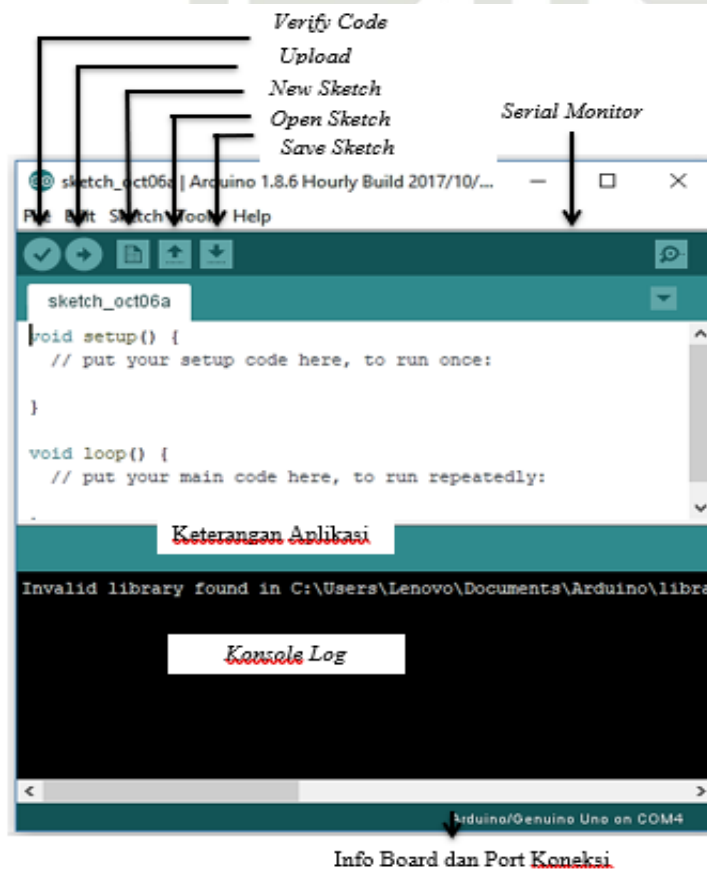 Verify Code
Upload
New Sketch
Open Sketch
Save Sketch
Serial Monitor
sketch_oct06a | Arduino 1.8.6 Hourly Build 2017/10/...
File Edit Sketch Tools Help
sketch_oct06a
void setup() {
// put your setup code here, to run once:
}
void loop() {
// put your main code here, to run repeatedly:
Keterangan Aplikasi
Invalid library found in C:\Users\Lenovo\Documents\Arduino\libra
Konsole Log
Arduino/Genuino Uno on COM4
Info Board dan Port Koneksi